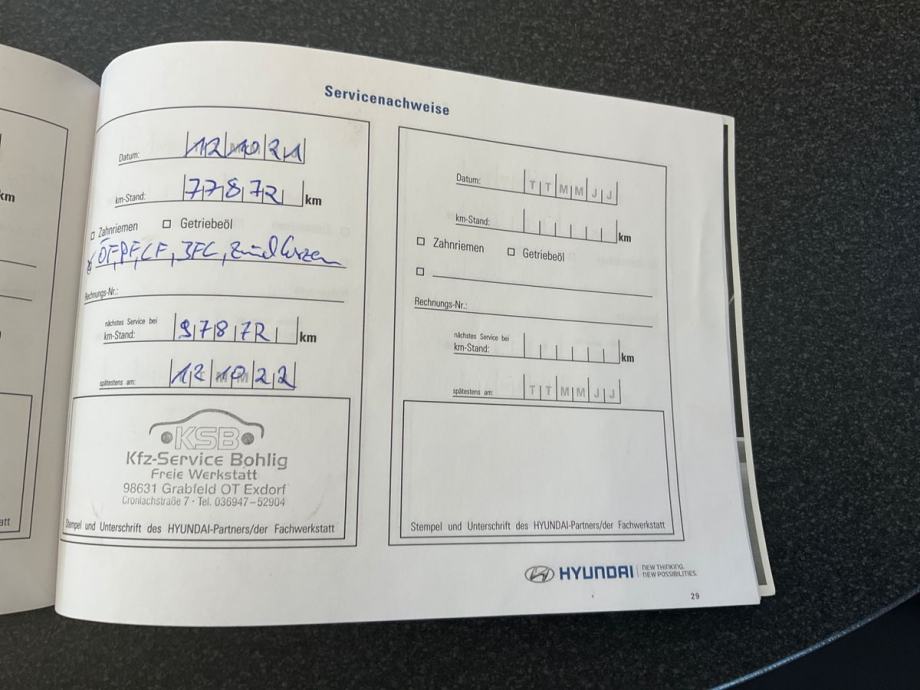 Servicenachweise
km
att
Datum: 12 10 21
km-Stand: 77872 km
Zahnriemen Getriebeöl
x ÖF, PF, CF, BFC, Zündkerzen
Rechnungs-Nr.:
nächstes Service bei
km-Stand: 97872 km
spätestens am: 12 10 22
KSB
Kfz-Service Bohlig
Freie Werkstatt
98631 Grabfeld OT Exdorf
Cronlachstraße 7 · Tel. 036947-52904
Stempel und Unterschrift des HYUNDAI-Partners/der Fachwerkstatt
Datum: T T M M J J
km-Stand: km
Zahnriemen Getriebeöl
Rechnungs-Nr.:
nächstes Service bei
km-Stand: km
spätestens am: T T M M J J
Stempel und Unterschrift des HYUNDAI-Partners/der Fachwerkstatt
HYUNDAI NEW THINKING.
NEW POSSIBILITIES.
29